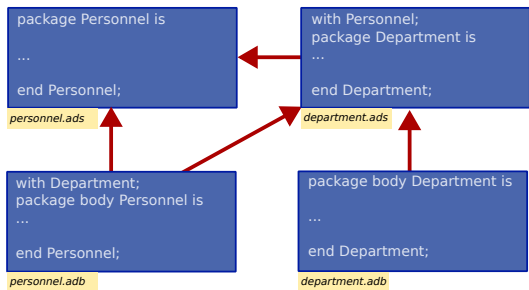 package Personnel is
...
end Personnel;
personnel.ads
with Personnel;
package Department is
...
end Department;
department.ads
with Department;
package body Personnel is
...
end Personnel;
personnel.adb
package body Department is
...
end Department;
department.adb